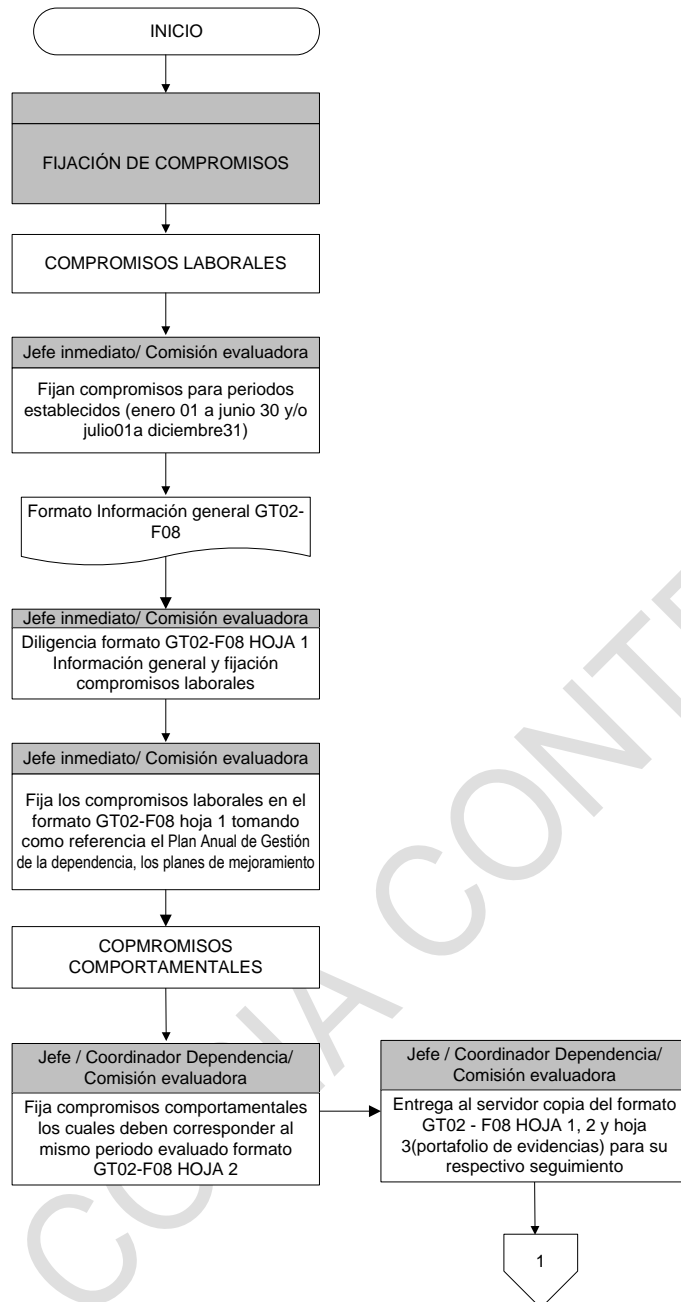 INICIO
FIJACIÓN DE COMPROMISOS
COMPROMISOS LABORALES
Jefe inmediato/ Comisión evaluadora
Fijan compromisos para periodos
establecidos (enero 01 a junio 30 y/o
julio01a diciembre31)
Formato Información general GT02-
F08
Jefe inmediato/ Comisión evaluadora
Diligencia formato GT02-F08 HOJA 1
Información general y fijación
compromisos laborales
Jefe inmediato/ Comisión evaluadora
Fija los compromisos laborales en el
formato GT02-F08 hoja 1 tomando
como referencia el Plan Anual de Gestión
de la dependencia, los planes de mejoramiento
COPMROMISOS
COMPORTAMENTALES
Jefe / Coordinador Dependencia/
Comisión evaluadora
Fija compromisos comportamentales
los cuales deben corresponder al
mismo periodo evaluado formato
GT02-F08 HOJA 2
Jefe / Coordinador Dependencia/
Comisión evaluadora
Entrega al servidor copia del formato
GT02 - F08 HOJA 1, 2 y hoja
3(portafolio de evidencias) para su
respectivo seguimiento
1